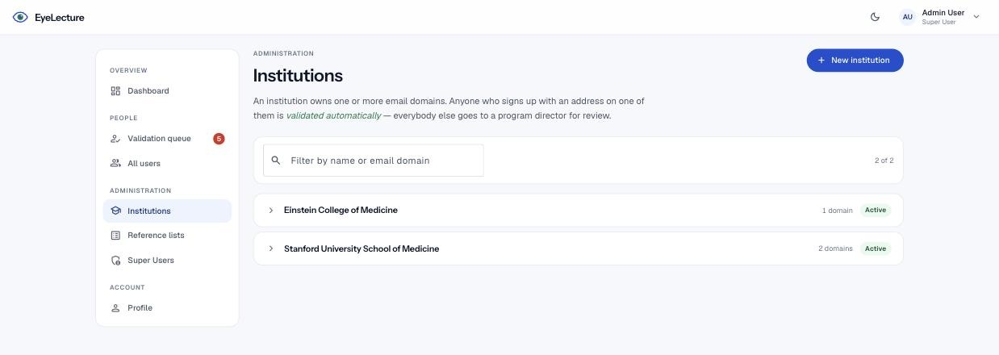 EyeLecture
AU
Admin User
Super User
OVERVIEW
Dashboard
PEOPLE
Validation queue
5
All users
ADMINISTRATION
Institutions
Reference lists
Super Users
ACCOUNT
Profile
ADMINISTRATION
Institutions
+ New institution
An institution owns one or more email domains. Anyone who signs up with an address on one of
them is validated automatically — everybody else goes to a program director for review.
Filter by name or email domain
2 of 2
Einstein College of Medicine
1 domain
Active
Stanford University School of Medicine
2 domains
Active